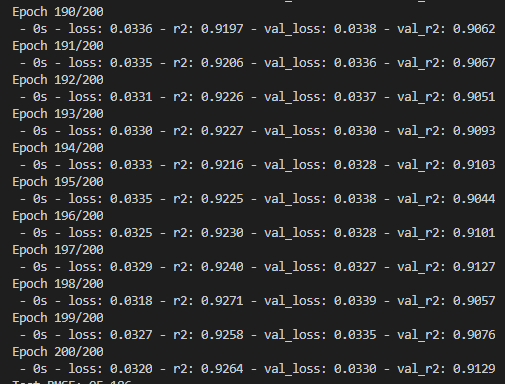 Epoch 190/200
- 0s - loss: 0.0336 - r2: 0.9197 - val_loss: 0.0338 - val_r2: 0.9062
Epoch 191/200
- 0s - loss: 0.0335 - r2: 0.9206 - val_loss: 0.0336 - val_r2: 0.9067
Epoch 192/200
- 0s - loss: 0.0331 - r2: 0.9226 - val_loss: 0.0337 - val_r2: 0.9051
Epoch 193/200
- 0s - loss: 0.0330 - r2: 0.9227 - val_loss: 0.0330 - val_r2: 0.9093
Epoch 194/200
- 0s - loss: 0.0333 - r2: 0.9216 - val_loss: 0.0328 - val_r2: 0.9103
Epoch 195/200
- 0s - loss: 0.0335 - r2: 0.9225 - val_loss: 0.0338 - val_r2: 0.9044
Epoch 196/200
- 0s - loss: 0.0325 - r2: 0.9230 - val_loss: 0.0328 - val_r2: 0.9101
Epoch 197/200
- 0s - loss: 0.0329 - r2: 0.9240 - val_loss: 0.0327 - val_r2: 0.9127
Epoch 198/200
- 0s - loss: 0.0318 - r2: 0.9271 - val_loss: 0.0339 - val_r2: 0.9057
Epoch 199/200
- 0s - loss: 0.0327 - r2: 0.9258 - val_loss: 0.0335 - val_r2: 0.9076
Epoch 200/200
- 0s - loss: 0.0320 - r2: 0.9264 - val_loss: 0.0330 - val_r2: 0.9129